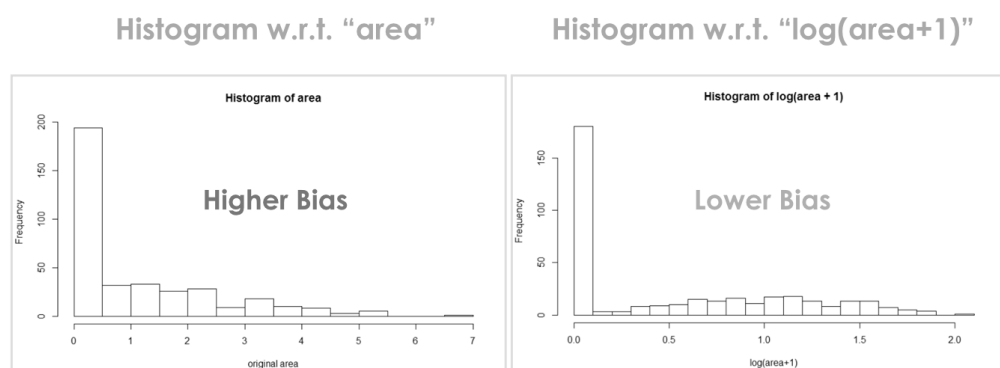 Histogram w.r.t. “area”
Histogram w.r.t. “log(area+1)”
Histogram of area
200
150
100
50
0
Frequency
Higher Bias
0 1 2 3 4 5 6 7
original area
Histogram of log(area + 1)
150
100
50
0
Frequency
Lower Bias
0.0 0.5 1.0 1.5 2.0
log(area+1)